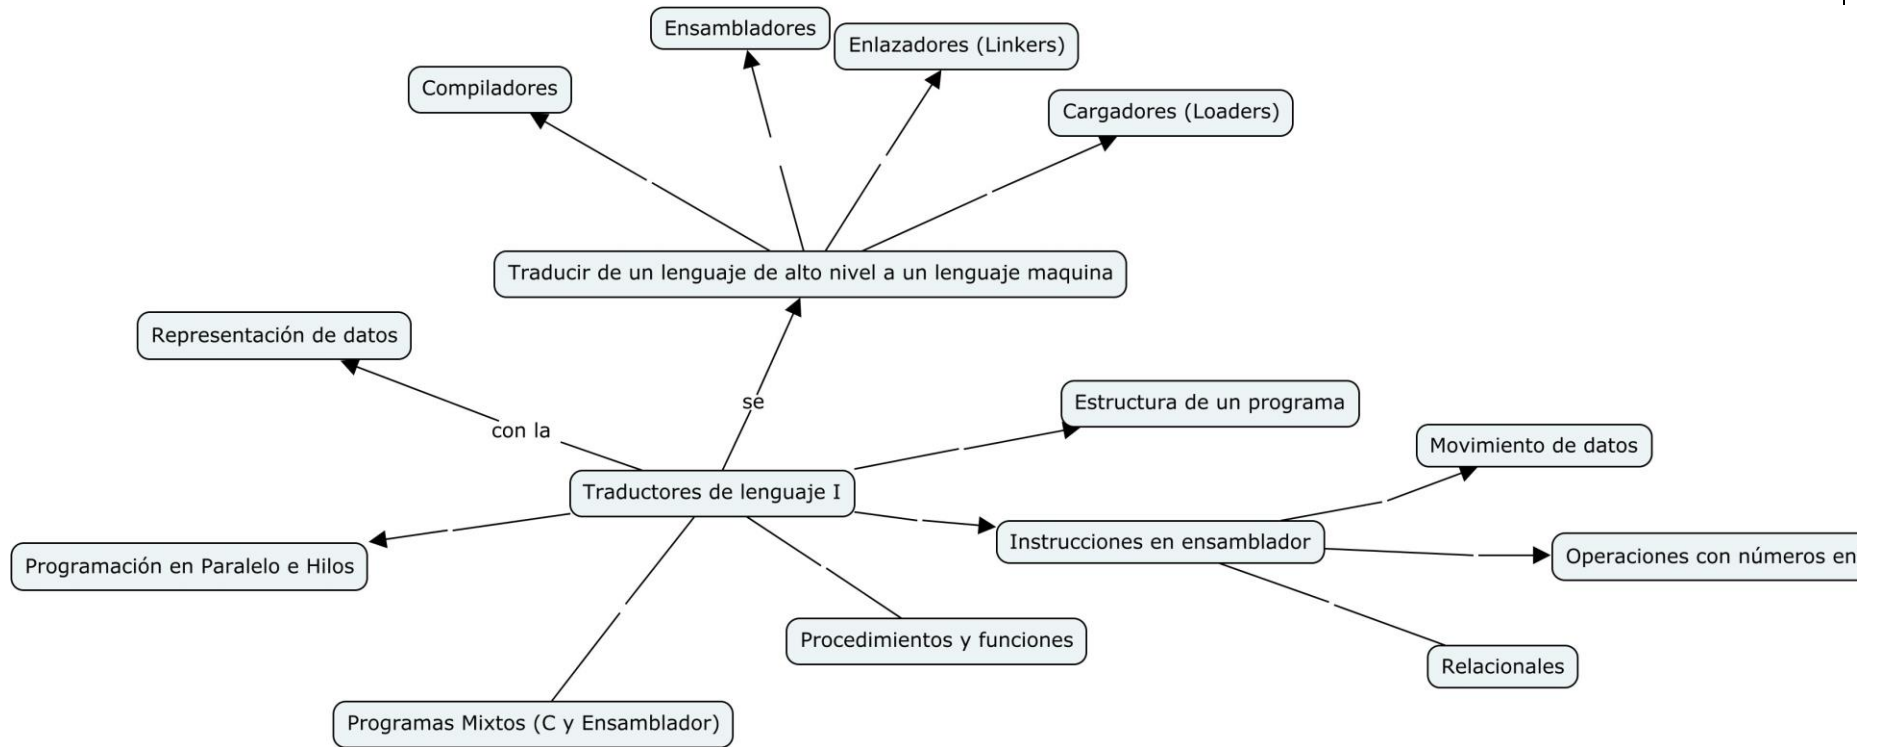 Ensambladores
Enlazadores (Linkers)
Compiladores
Cargadores (Loaders)
Traducir de un lenguaje de alto nivel a un lenguaje maquina
Representación de datos
se
Estructura de un programa
con la
Movimiento de datos
Traductores de lenguaje I
Instrucciones en ensamblador
Operaciones con números en
Programación en Paralelo e Hilos
Procedimientos y funciones
Relacionales
Programas Mixtos (C y Ensamblador)